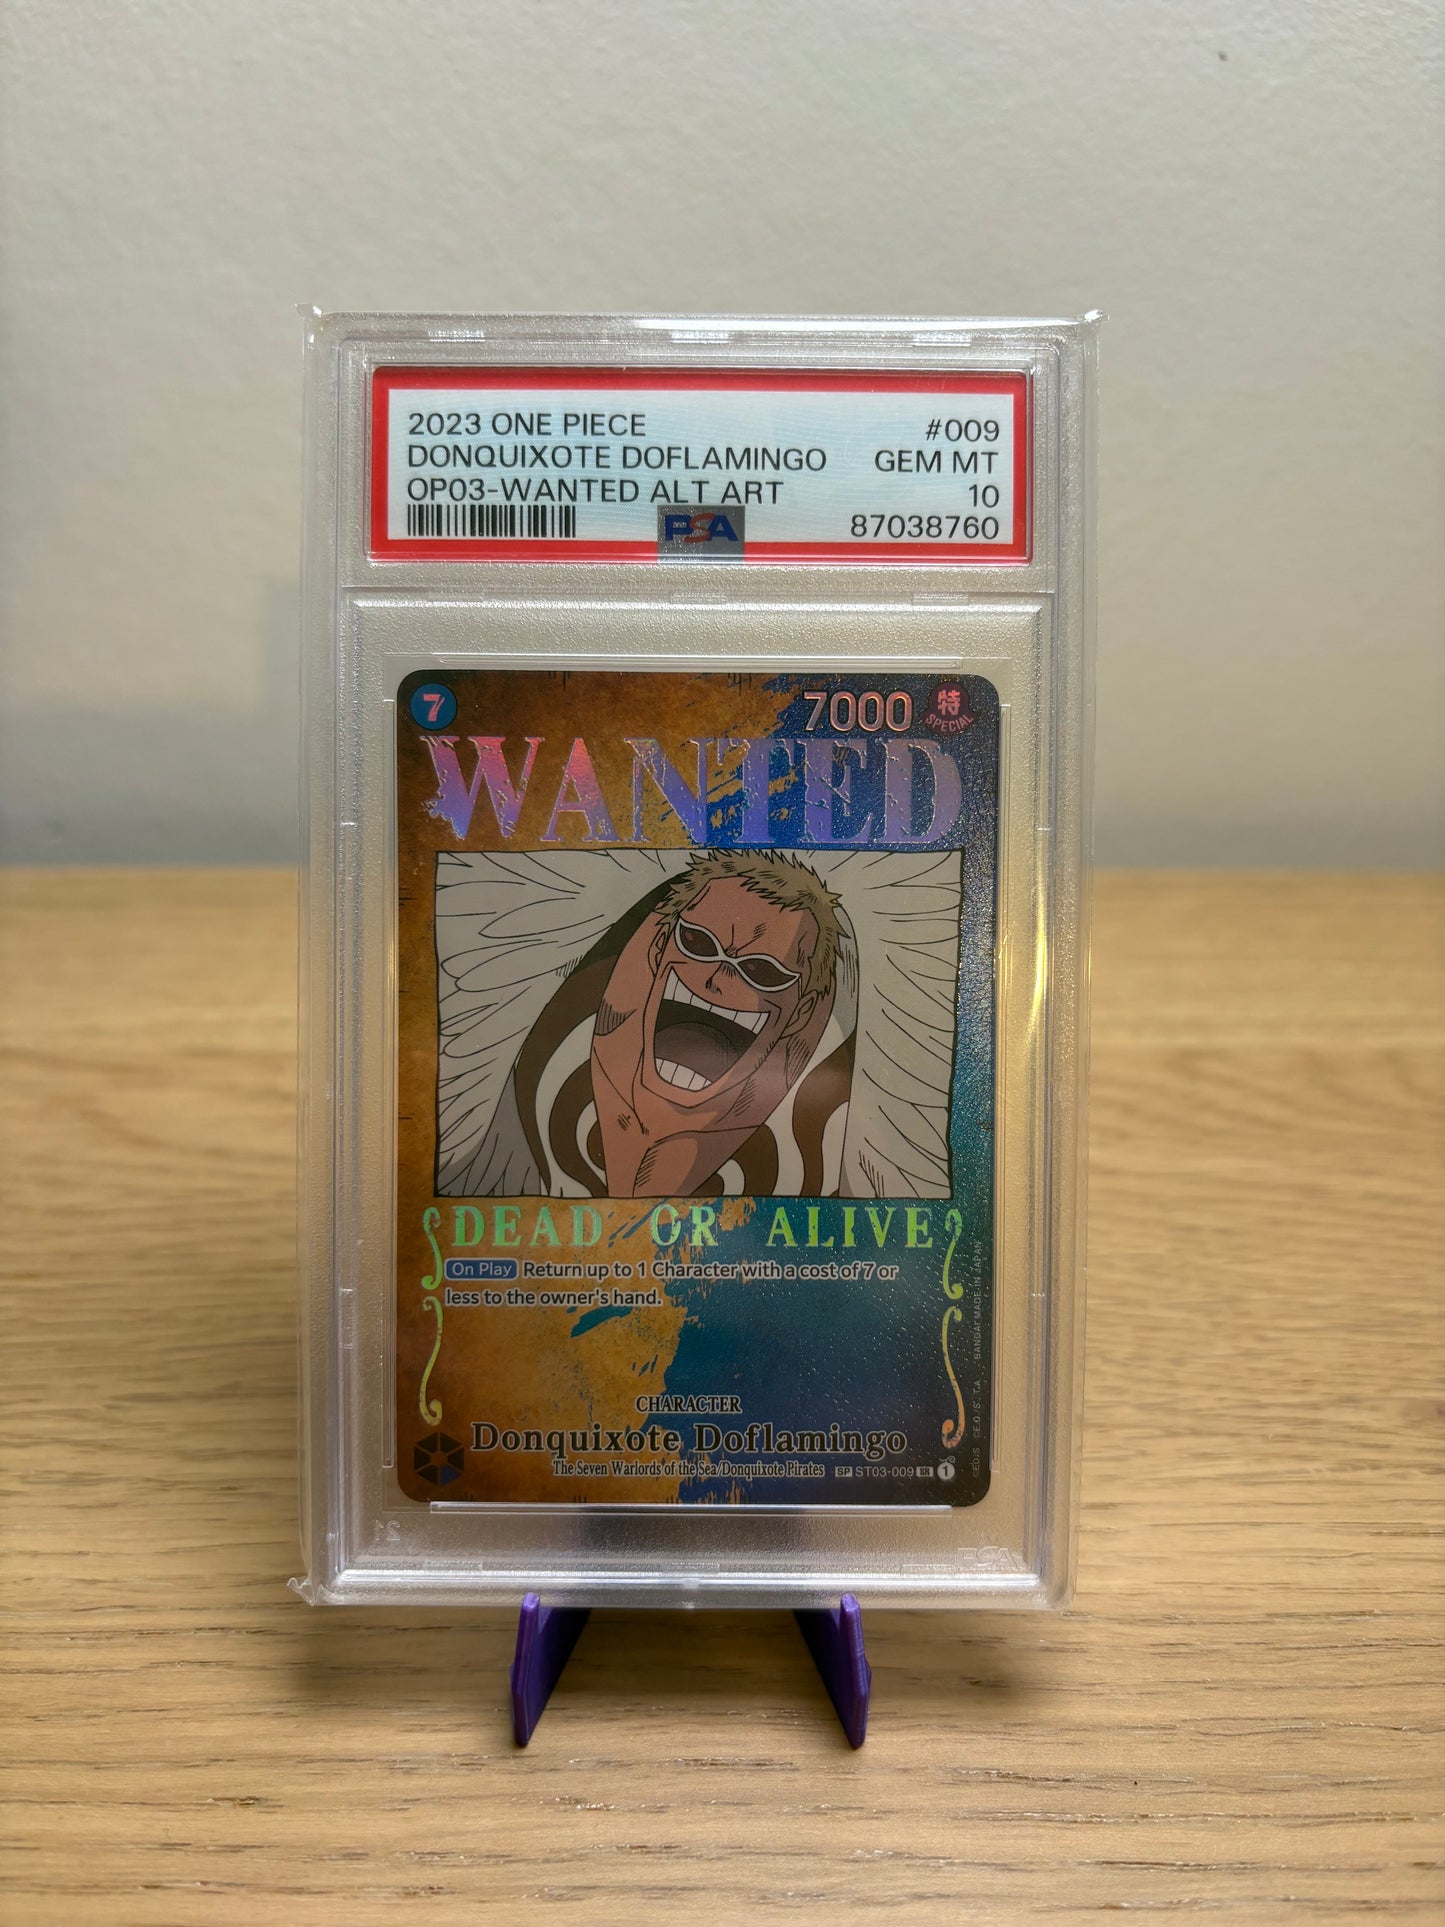 2023 ONE PIECE #009
DONQUIXOTE DOFLAMINGO GEM MT
OP03-WANTED ALT ART 10
PSA 87038760
7 7000 特
SPECIAL
WANTED
DEAD OR ALIVE
On Play Return up to 1 Character with a cost of 7 or
less to the owner's hand.
CHARACTER
Donquixote Doflamingo
The Seven Warlords of the Sea/Donquixote Pirates SP ST03-009 SR 1
BANDAI MADE IN JAPAN
PSA